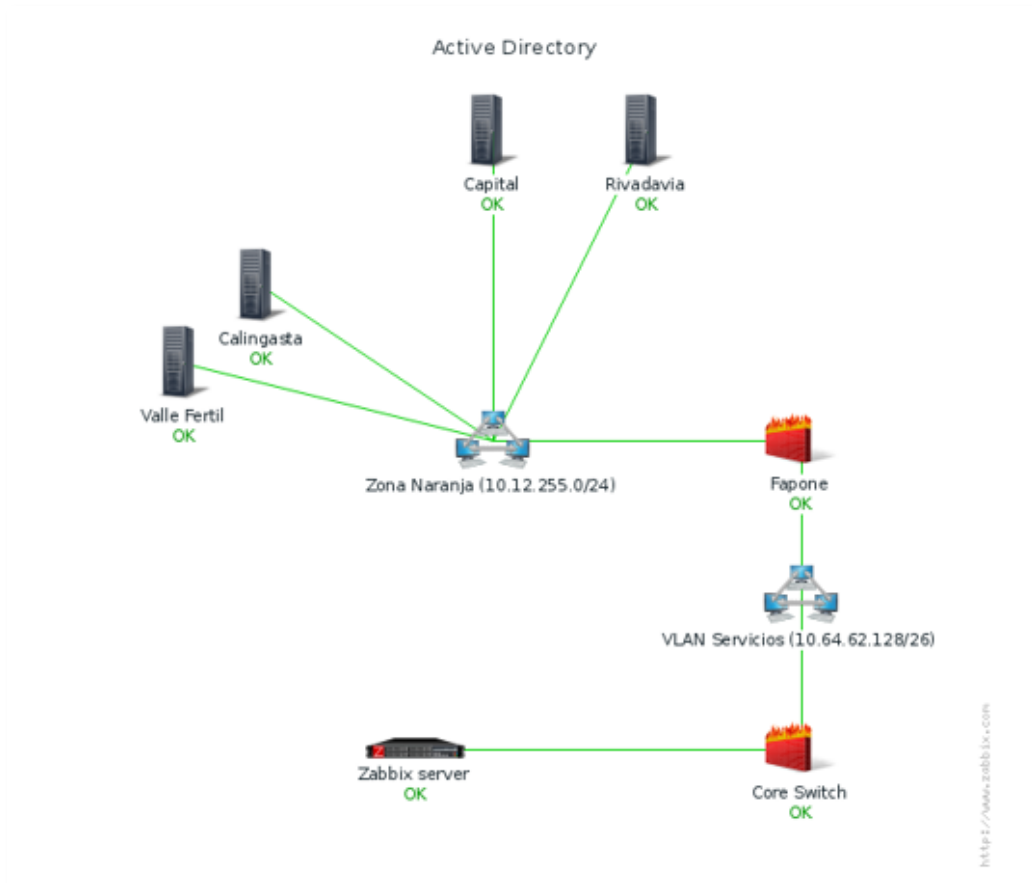 Active Directory
Capital
OK
Rivadavia
OK
Calingasta
OK
Valle Fertil
OK
Zona Naranja (10.12.255.0/24)
Fapone
OK
VLAN Servicios (10.64.62.128/26)
Z
Zabbix server
OK
Core Switch
OK
http://www.zabbix.com